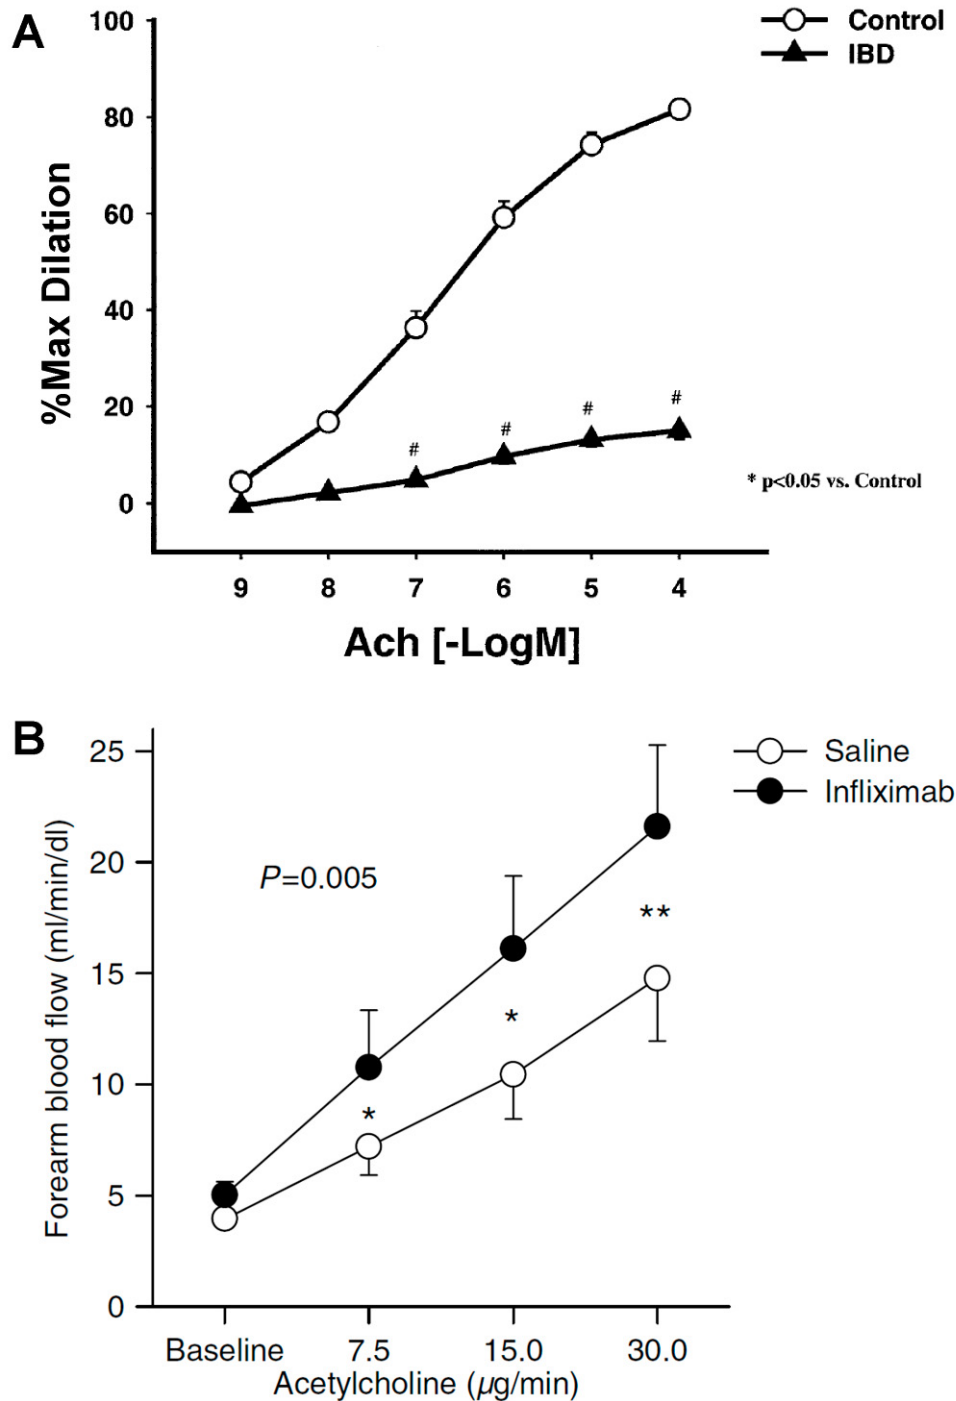 A
100
80
60
40
20
0
%Max Dilation
Control
IBD
#
#
#
#
* p<0.05 vs. Control
9 8 7 6 5 4
Ach [-LogM]
B
25
20
15
10
5
0
Forearm blood flow (ml/min/dl)
Saline
Infliximab
P=0.005
*
*
**
Baseline 7.5 15.0 30.0
Acetylcholine (µg/min)